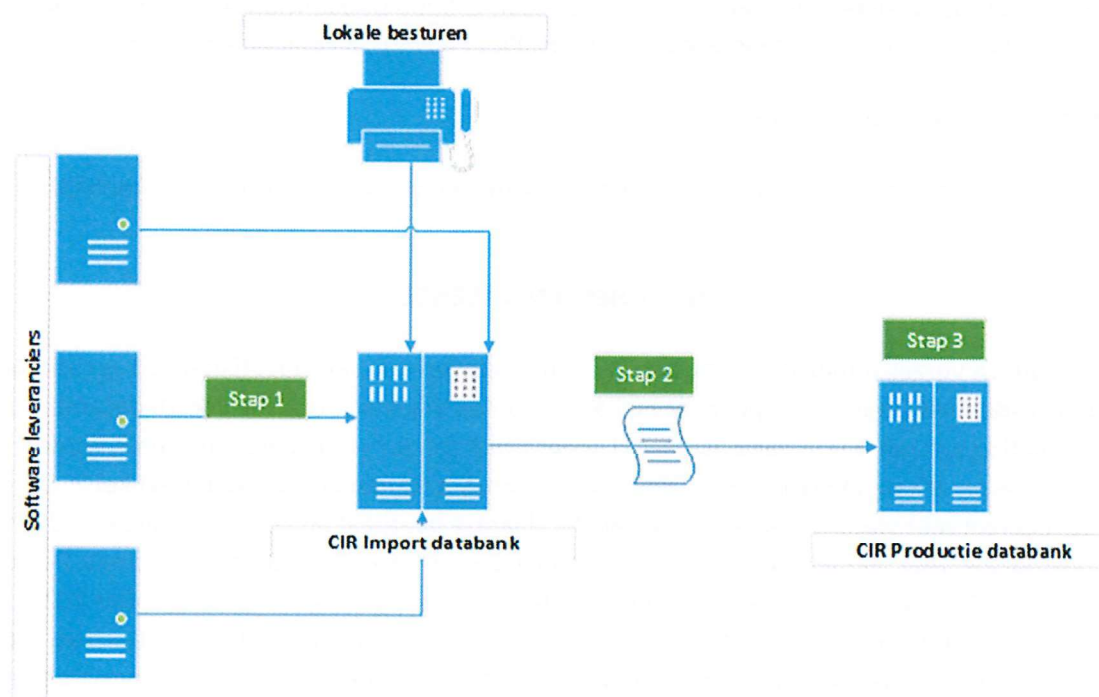 Lokale besturen
Software leveranciers
Stap 1
Stap 2
Stap 3
CIR Import databank
CIR Productie databank